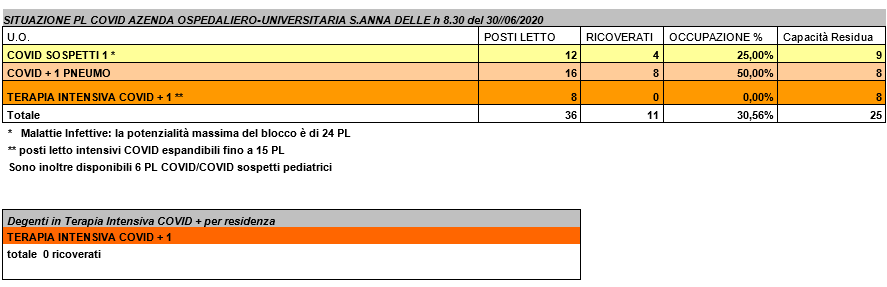 SITUAZIONE PL COVID AZENDA OSPEDALIERO-UNIVERSITARIA S.ANNA DELLE h 8.30 del 30//06/2020
U.O. POSTI LETTO RICOVERATI OCCUPAZIONE % Capacità Residua
COVID SOSPETTI 1 * 12 4 25,00% 9
COVID + 1 PNEUMO 16 8 50,00% 8
TERAPIA INTENSIVA COVID + 1 ** 8 0 0,00% 8
Totale 36 11 30,56% 25
* Malattie Infettive: la potenzialità massima del blocco è di 24 PL
** posti letto intensivi COVID espandibili fino a 15 PL
Sono inoltre disponibili 6 PL COVID/COVID sospetti pediatrici
Degenti in Terapia Intensiva COVID + per residenza
TERAPIA INTENSIVA COVID + 1
totale 0 ricoverati